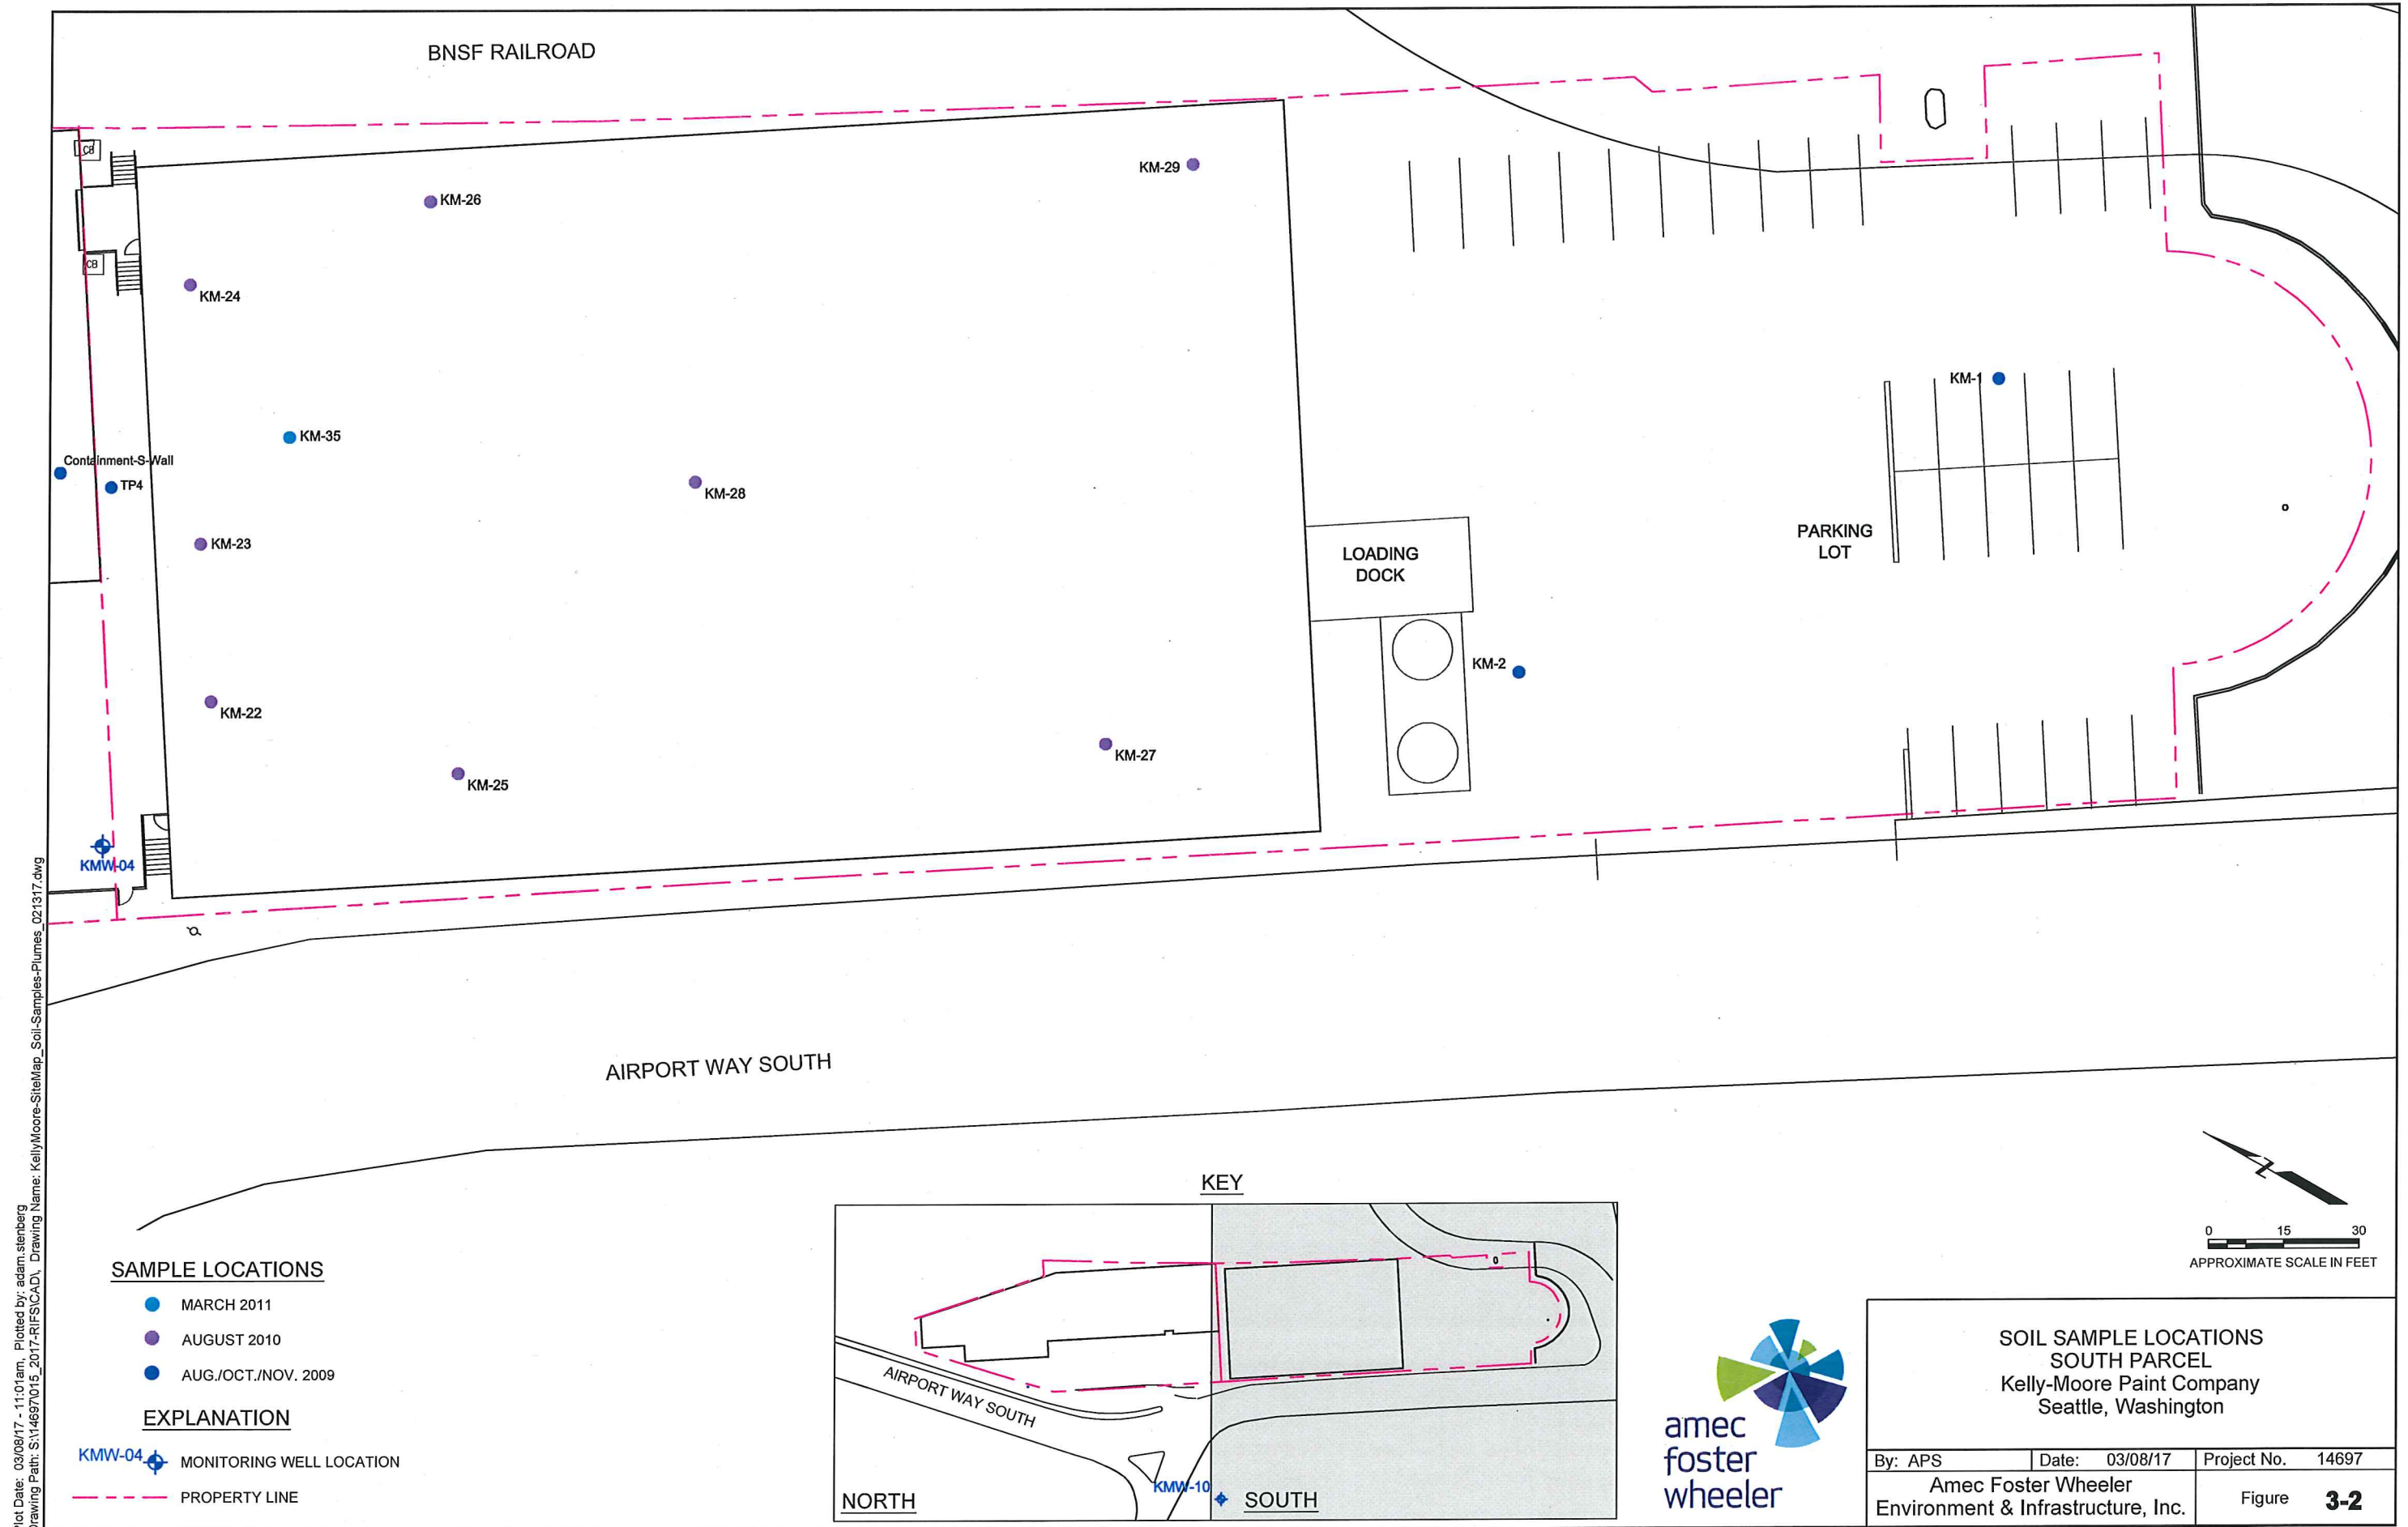 BNSF RAILROAD
CB
CB
KM-29
KM-26
KM-24
KM-1
KM-35
Containment-S-Wall
TP4
KM-28
KM-23
PARKING
LOT
LOADING
DOCK
KM-2
KM-22
KM-27
KM-25
KMW-04
AIRPORT WAY SOUTH
Plot Date: 03/08/17 - 11:01am, Plotted by: adam.stenberg
Drawing Path: S:\14697\015_2017-RIFS\CAD\, Drawing Name: KellyMoore-SiteMap_Soil-Samples-Plumes_021317.dwg
SAMPLE LOCATIONS
MARCH 2011
AUGUST 2010
AUG./OCT./NOV. 2009
EXPLANATION
KMW-04 MONITORING WELL LOCATION
PROPERTY LINE
KEY
AIRPORT WAY SOUTH
KMW-10
NORTH
SOUTH
Z
0 15 30
APPROXIMATE SCALE IN FEET
amec
foster
wheeler
SOIL SAMPLE LOCATIONS
SOUTH PARCEL
Kelly-Moore Paint Company
Seattle, Washington
By: APS Date: 03/08/17 Project No. 14697
Amec Foster Wheeler
Environment & Infrastructure, Inc.
Figure 3-2